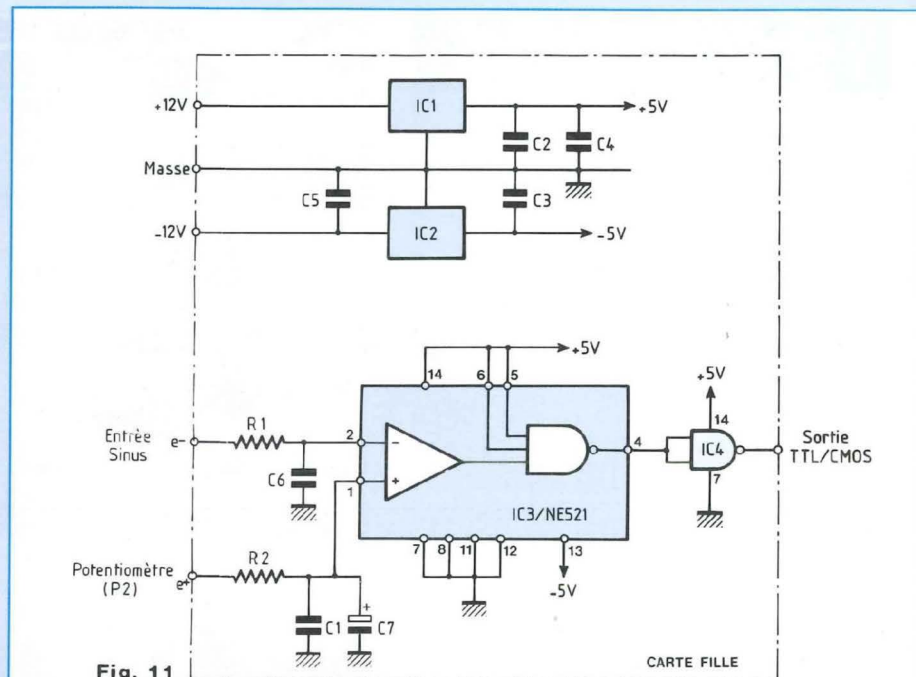 +12V
IC1
+5V
C2
C4
Masse
C5
C3
-12V
IC2
-5V
+5V
14
6
5
+5V
14
Entrée
Sinus
e-
R1
2
-
4
IC4
Sortie
TTL/CMOS
C6
+
1
7
IC3/NE521
R2
7
8
11
12
13
Potentiomètre
(P2)
e+
-5V
+
C1
C7
Fig. 11
CARTE FILLE